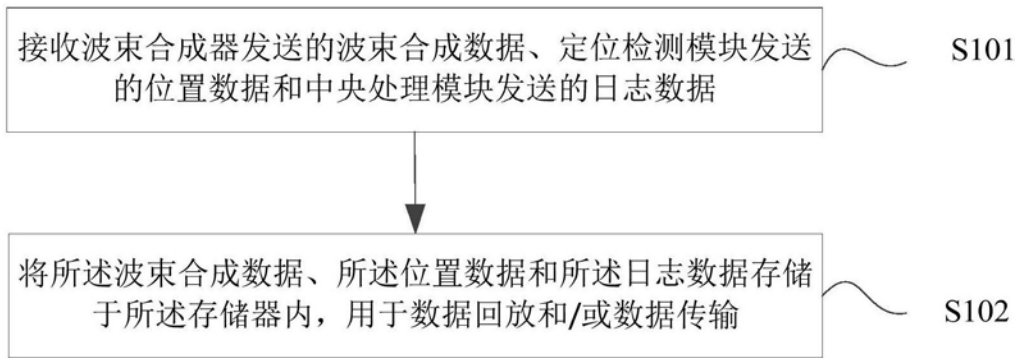 接收波束合成器发送的波束合成数据、定位检测模块发送
的位置数据和中央处理模块发送的日志数据
S101
将所述波束合成数据、所述位置数据和所述日志数据存储
于所述存储器内，用于数据回放和/或数据传输
S102